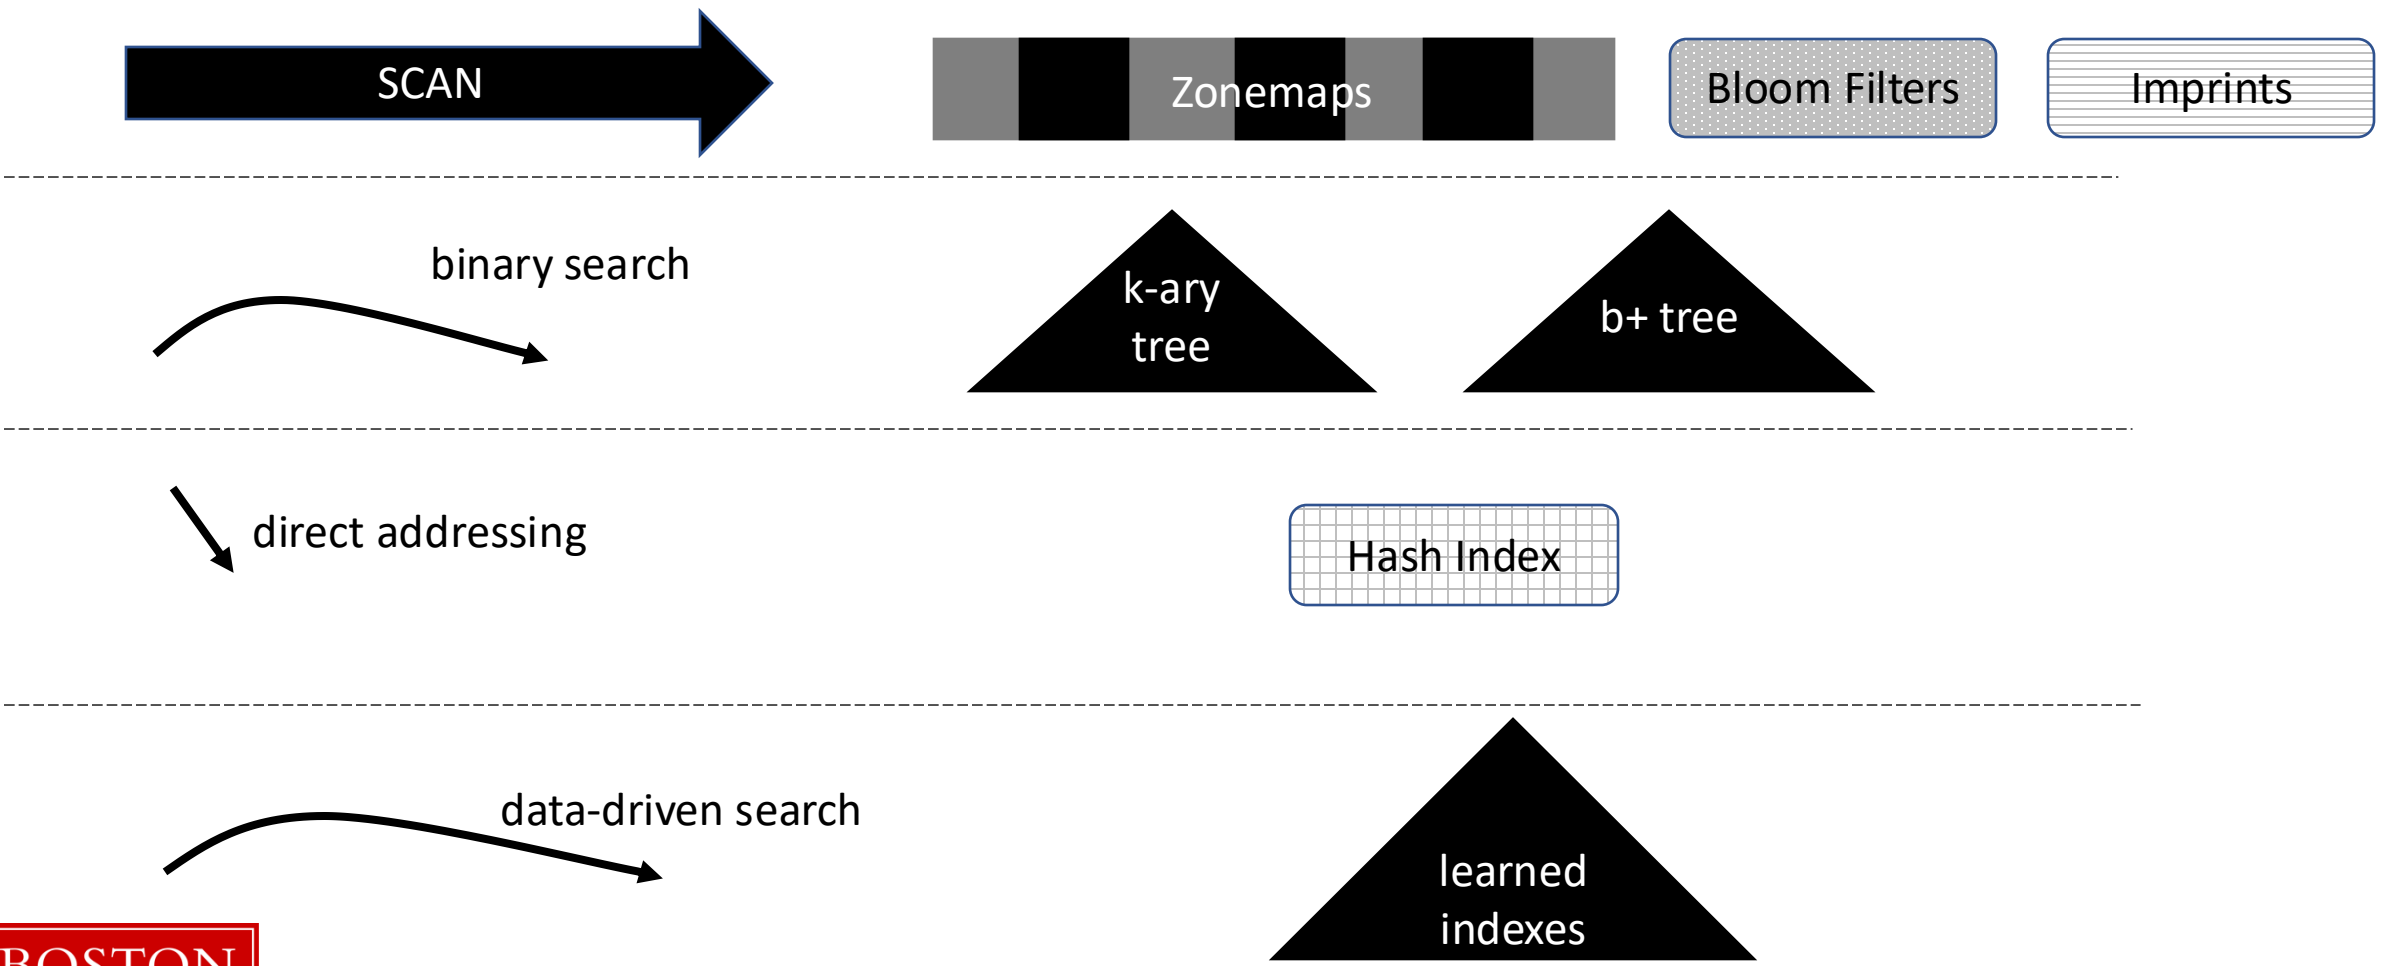 SCAN
Zonemaps
Bloom Filters
Imprints
binary search
k-ary
tree
b+ tree
direct addressing
Hash Index
data-driven search
learned
indexes
BOSTON